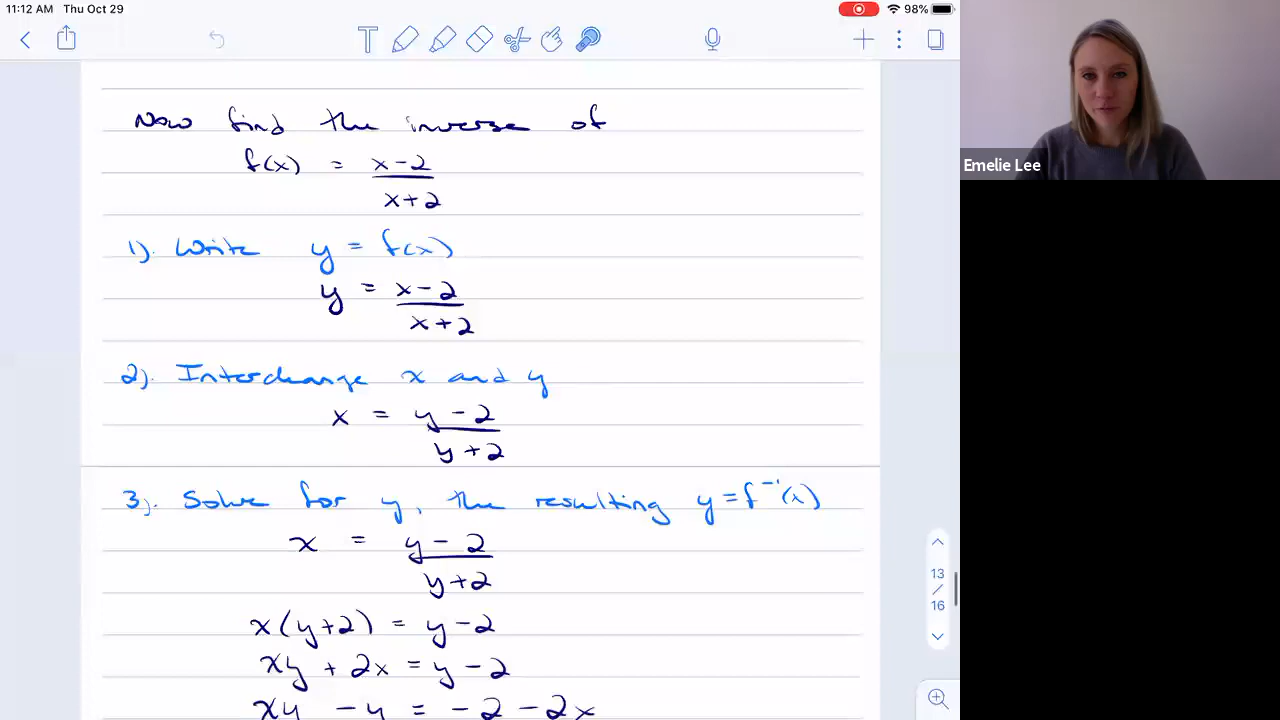 11:12 AM Thu Oct 29
98%
Now find the inverse of
f(x) = x-2
x+2
1). Write y = f(x)
y = x-2
x+2
2). Interchange x and y
x = y-2
y+2
3). Solve for y, the resulting y=f⁻¹(x)
x = y-2
y+2
x(y+2) = y-2
xy + 2x = y-2
xy - y = -2 -2x
13
/
16
Emelie Lee